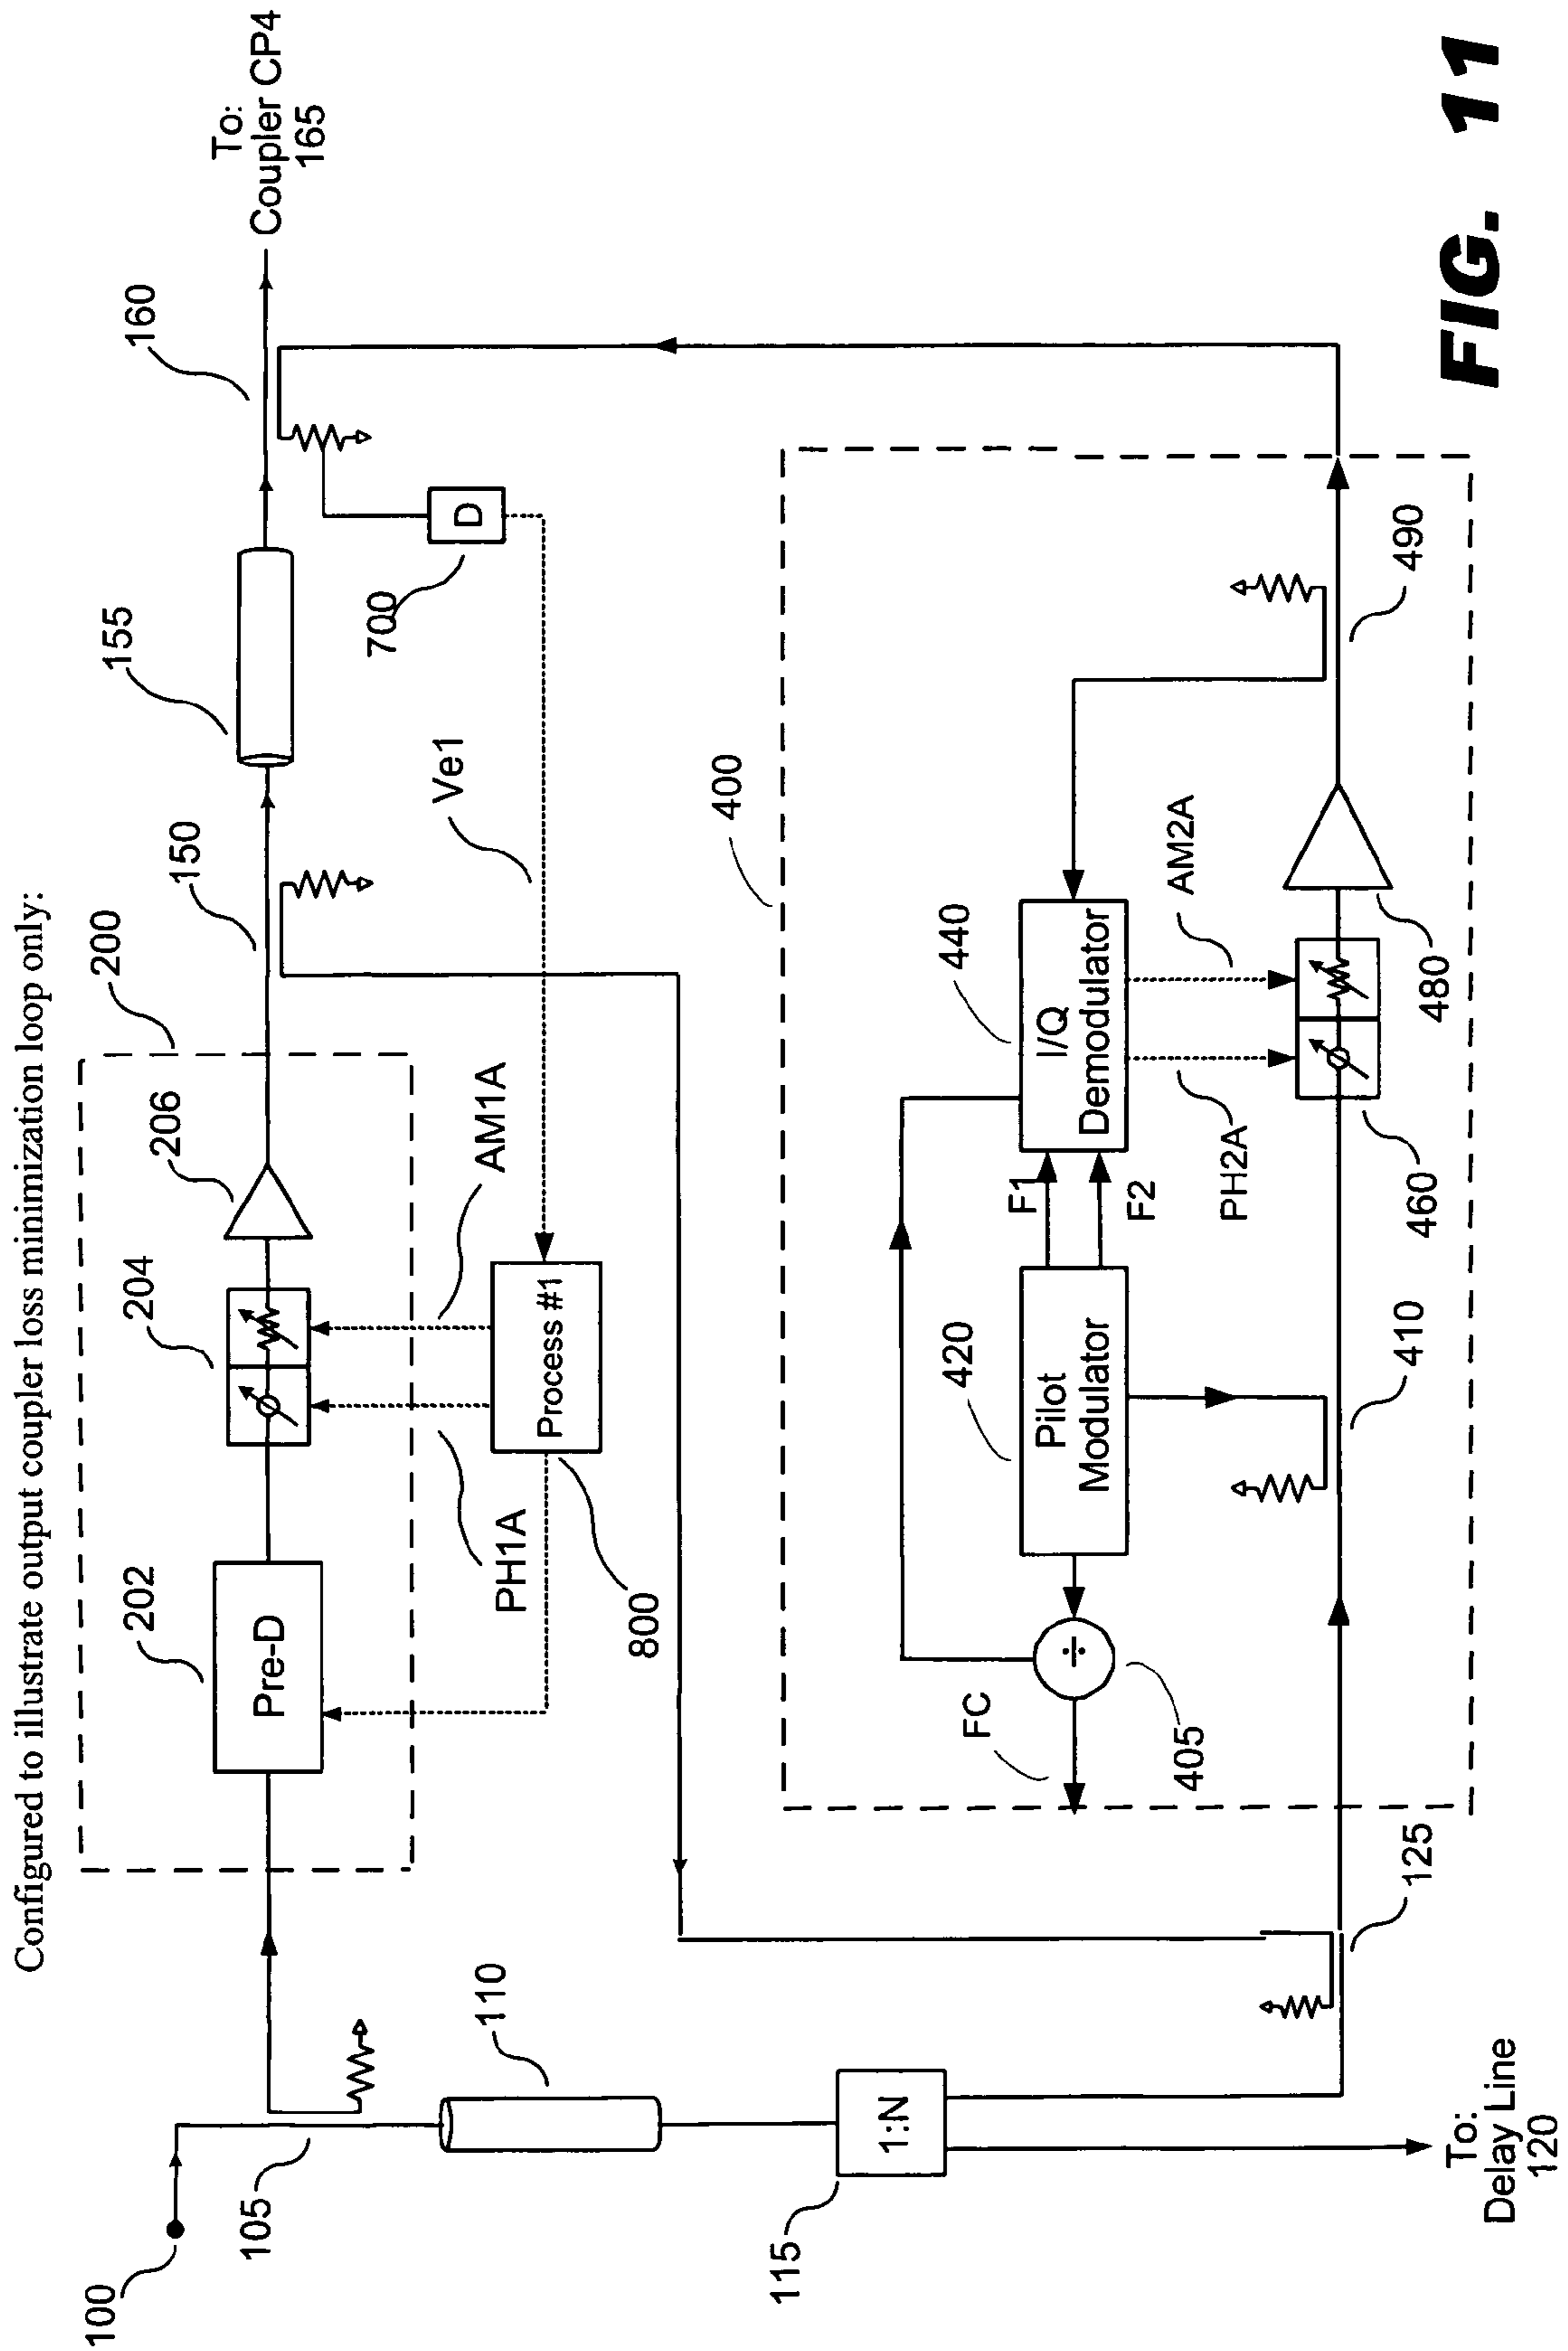 Configured to illustrate output coupler loss minimization loop only:
200
202
204
206
150
155
160
To:
Coupler CP4
165
Pre-D
PH1A
AM1A
Ve1
700
D
Process #1
800
100
105
110
115
1:N
To:
Delay Line
120
125
400
FC
405
÷
420
Pilot
Modulator
F1
F2
440
I/Q
Demodulator
PH2A
AM2A
410
460
480
490
FIG. 11